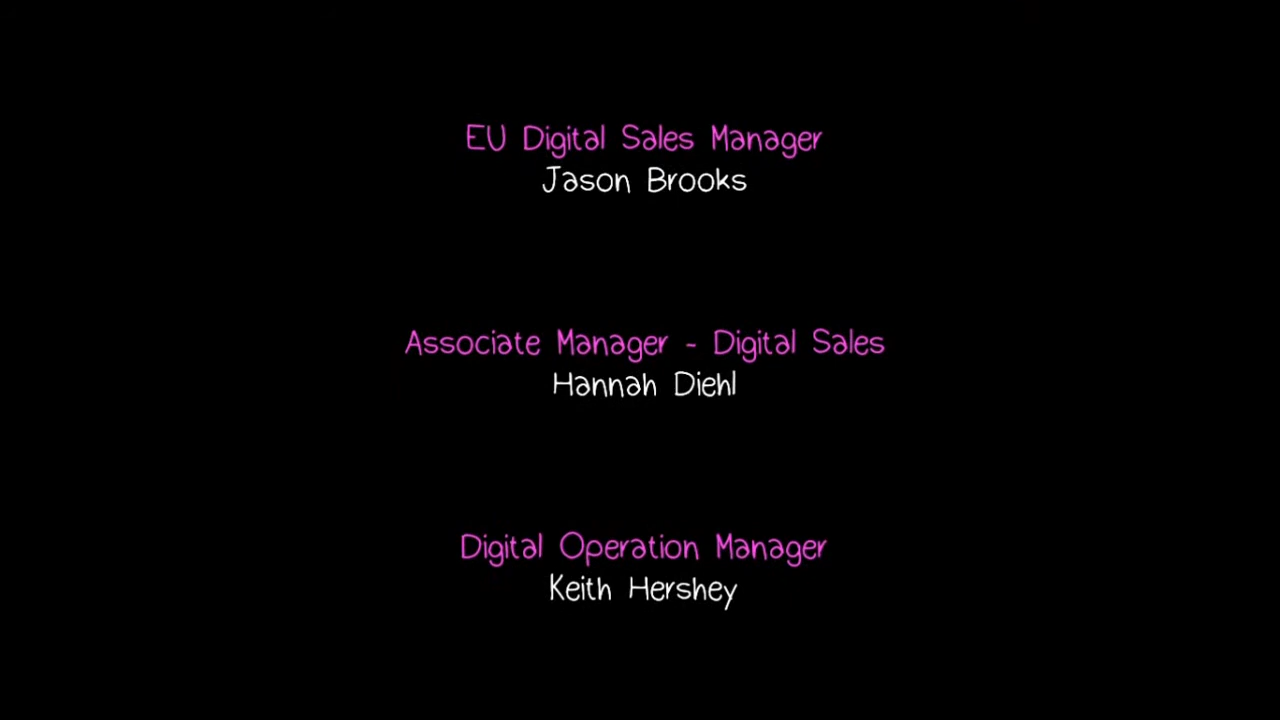 EU Digital Sales Manager
Jason Brooks
Associate Manager - Digital Sales
Hannah Diehl
Digital Operation Manager
Keith Hershey